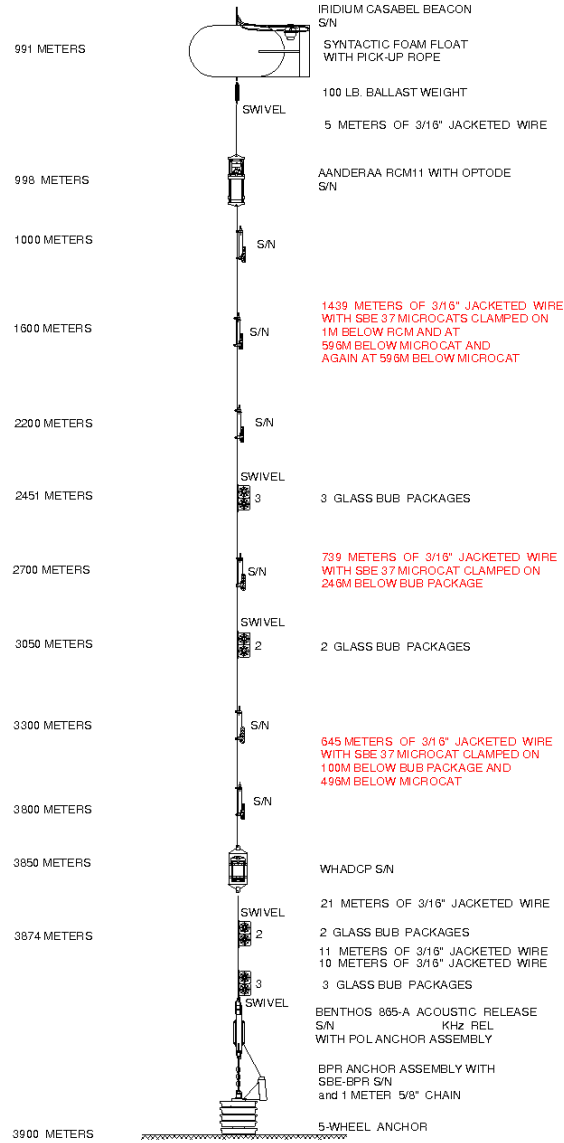 IRIDIUM CASABEL BEACON
S/N
991 METERS
SYNTACTIC FOAM FLOAT
WITH PICK-UP ROPE
100 LB. BALLAST WEIGHT
SWIVEL
5 METERS OF 3/16" JACKETED WIRE
998 METERS
AANDERAA RCM11 WITH OPTODE
S/N
1000 METERS
S/N
1439 METERS OF 3/16" JACKETED WIRE
WITH SBE 37 MICROCATS CLAMPED ON
1M BELOW RCM AND AT
596M BELOW MICROCAT AND
AGAIN AT 596M BELOW MICROCAT
1600 METERS
S/N
2200 METERS
S/N
SWIVEL
2451 METERS
3
3 GLASS BUB PACKAGES
739 METERS OF 3/16" JACKETED WIRE
WITH SBE 37 MICROCAT CLAMPED ON
246M BELOW BUB PACKAGE
2700 METERS
S/N
SWIVEL
3050 METERS
2
2 GLASS BUB PACKAGES
3300 METERS
S/N
645 METERS OF 3/16" JACKETED WIRE
WITH SBE 37 MICROCAT CLAMPED ON
100M BELOW BUB PACKAGE AND
496M BELOW MICROCAT
3800 METERS
S/N
3850 METERS
WHADCP S/N
21 METERS OF 3/16" JACKETED WIRE
SWIVEL
3874 METERS
2
2 GLASS BUB PACKAGES
11 METERS OF 3/16" JACKETED WIRE
10 METERS OF 3/16" JACKETED WIRE
3
3 GLASS BUB PACKAGES
SWIVEL
BENTHOS 865-A ACOUSTIC RELEASE
S/N KHz REL
WITH POL ANCHOR ASSEMBLY
BPR ANCHOR ASSEMBLY WITH
SBE-BPR S/N
and 1 METER 5/8" CHAIN
5-WHEEL ANCHOR
3900 METERS